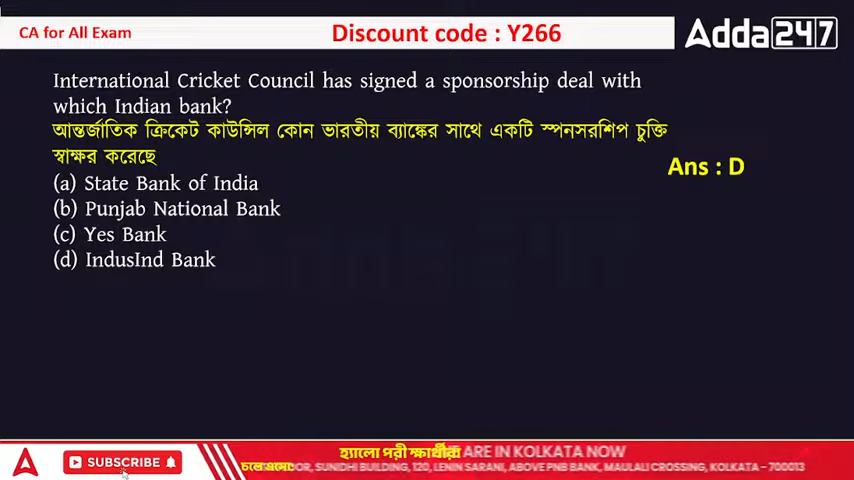 CA for All Exam
Discount code : Y266
Adda247
International Cricket Council has signed a sponsorship deal with
which Indian bank?
আন্তর্জাতিক ক্রিকেট কাউন্সিল কোন ভারতীয় ব্যাঙ্কের সাথে একটি স্পনসরশিপ চুক্তি
স্বাক্ষর করেছে
Ans : D
(a) State Bank of India
(b) Punjab National Bank
(c) Yes Bank
(d) IndusInd Bank
SUBSCRIBE
হ্যালো পরীক্ষার্থীরা
ARE IN KOLKATA NOW
চলে এসো
OOR, SUNIDHI BUILDING, 120, LENIN SARANI, ABOVE PNB BANK, MAULALI CROSSING, KOLKATA – 700013